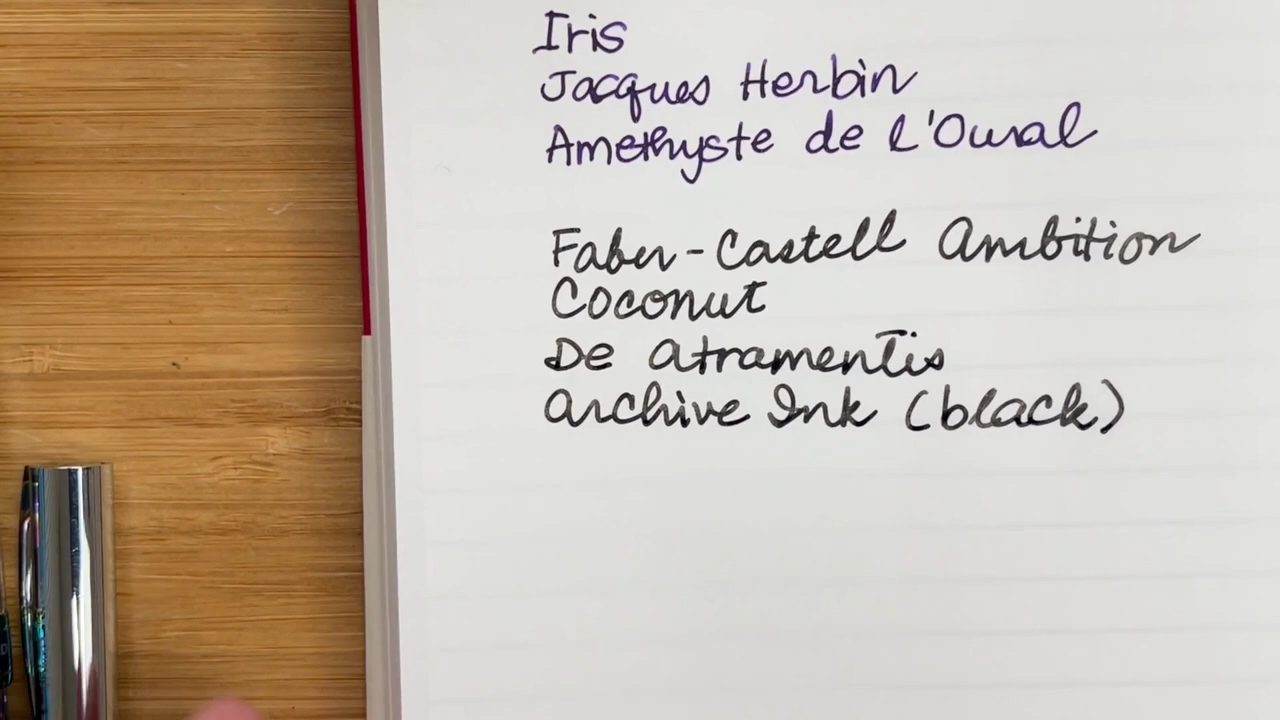 Iris
Jacques Herbin
Amethyste de l'Oural
Faber-Castell Ambition
Coconut
De Atramentis
Archive Ink (black)